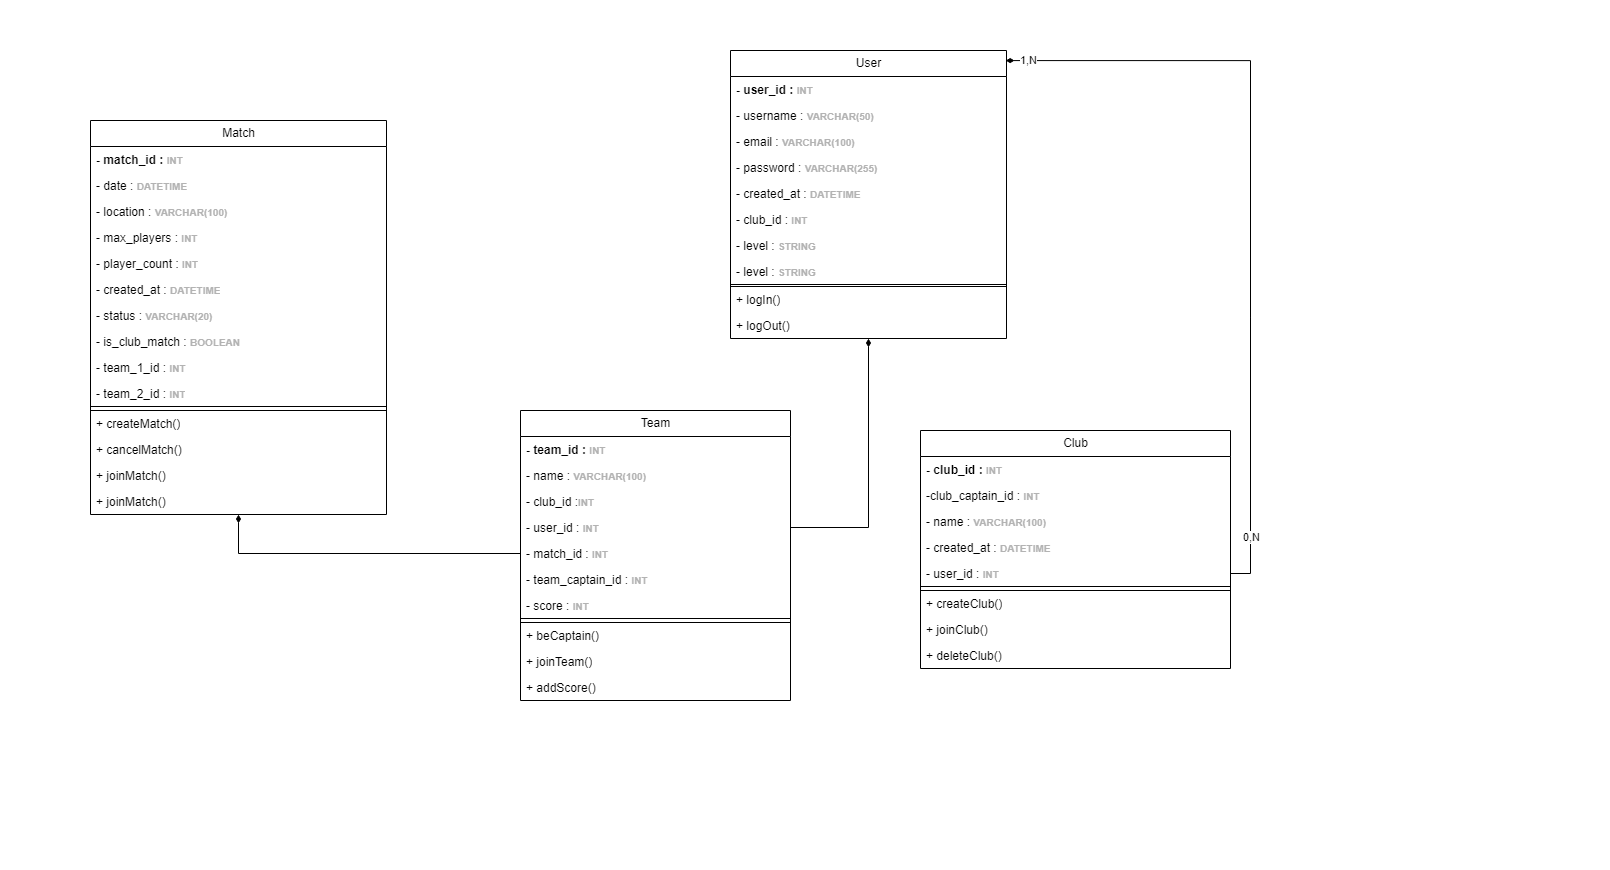 Match
- match_id : INT
- date : DATETIME
- location : VARCHAR(100)
- max_players : INT
- player_count : INT
- created_at : DATETIME
- status : VARCHAR(20)
- is_club_match : BOOLEAN
- team_1_id : INT
- team_2_id : INT
+ createMatch()
+ cancelMatch()
+ joinMatch()
+ joinMatch()
User
- user_id : INT
- username : VARCHAR(50)
- email : VARCHAR(100)
- password : VARCHAR(255)
- created_at : DATETIME
- club_id : INT
- level : STRING
- level : STRING
+ logIn()
+ logOut()
1,N
Team
- team_id : INT
- name : VARCHAR(100)
- club_id :INT
- user_id : INT
- match_id : INT
- team_captain_id : INT
- score : INT
+ beCaptain()
+ joinTeam()
+ addScore()
Club
- club_id : INT
-club_captain_id : INT
- name : VARCHAR(100)
- created_at : DATETIME
- user_id : INT
+ createClub()
+ joinClub()
+ deleteClub()
0,N